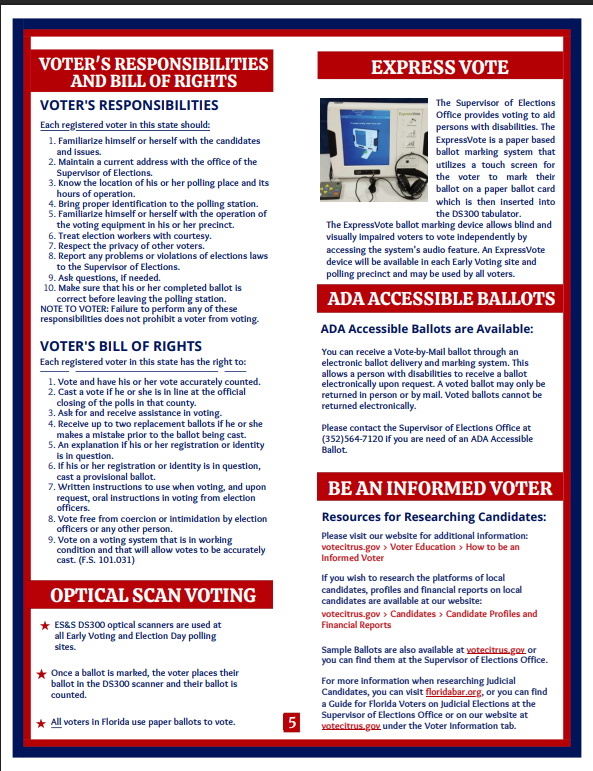 VOTER'S RESPONSIBILITIES
AND BILL OF RIGHTS
VOTER'S RESPONSIBILITIES
Each registered voter in this state should:
1. Familiarize himself or herself with the candidates
and issues.
2. Maintain a current address with the office of the
Supervisor of Elections.
3. Know the location of his or her polling place and its
hours of operation.
4. Bring proper identification to the polling station.
5. Familiarize himself or herself with the operation of
the voting equipment in his or her precinct.
6. Treat election workers with courtesy.
7. Respect the privacy of other voters.
8. Report any problems or violations of elections laws
to the Supervisor of Elections.
9. Ask questions, if needed.
10. Make sure that his or her completed ballot is
correct before leaving the polling station.
NOTE TO VOTER: Failure to perform any of these
responsibilities does not prohibit a voter from voting.
VOTER'S BILL OF RIGHTS
Each registered voter in this state has the right to:
1. Vote and have his or her vote accurately counted.
2. Cast a vote if he or she is in line at the official
closing of the polls in that county.
3. Ask for and receive assistance in voting.
4. Receive up to two replacement ballots if he or she
makes a mistake prior to the ballot being cast.
5. An explanation if his or her registration or identity
is in question.
6. If his or her registration or identity is in question,
cast a provisional ballot.
7. Written instructions to use when voting, and upon
request, oral instructions in voting from election
officers.
8. Vote free from coercion or intimidation by election
officers or any other person.
9. Vote on a voting system that is in working
condition and that will allow votes to be accurately
cast. (F.S. 101.031)
OPTICAL SCAN VOTING
ES&S DS300 optical scanners are used at
all Early Voting and Election Day polling
sites.
Once a ballot is marked, the voter places their
ballot in the DS300 scanner and their ballot is
counted.
All voters in Florida use paper ballots to vote.
EXPRESS VOTE
The Supervisor of Elections
Office provides voting to aid
persons with disabilities. The
ExpressVote is a paper based
ballot marking system that
utilizes a touch screen for
the voter to mark their
ballot on a paper ballot card
which is then inserted into
the DS300 tabulator.
The ExpressVote ballot marking device allows blind and
visually impaired voters to vote independently by
accessing the system's audio feature. An ExpressVote
device will be available in each Early Voting site and
polling precinct and may be used by all voters.
ADA ACCESSIBLE BALLOTS
ADA Accessible Ballots are Available:
You can receive a Vote-by-Mail ballot through an
electronic ballot delivery and marking system. This
allows a person with disabilities to receive a ballot
electronically upon request. A voted ballot may only be
returned in person or by mail. Voted ballots cannot be
returned electronically.
Please contact the Supervisor of Elections Office at
(352)564-7120 if you are need of an ADA Accessible
Ballot.
BE AN INFORMED VOTER
Resources for Researching Candidates:
Please visit our website for additional information:
votecitrus.gov > Voter Education > How to be an
Informed Voter
If you wish to research the platforms of local
candidates, profiles and financial reports on local
candidates are available at our website:
votecitrus.gov > Candidates > Candidate Profiles and
Financial Reports
Sample Ballots are also available at votecitrus.gov or
you can find them at the Supervisor of Elections Office.
For more information when researching Judicial
Candidates, you can visit floridabar.org, or you can find
a Guide for Florida Voters on Judicial Elections at the
Supervisor of Elections Office or on our website at
votecitrus.gov under the Voter Information tab.
5